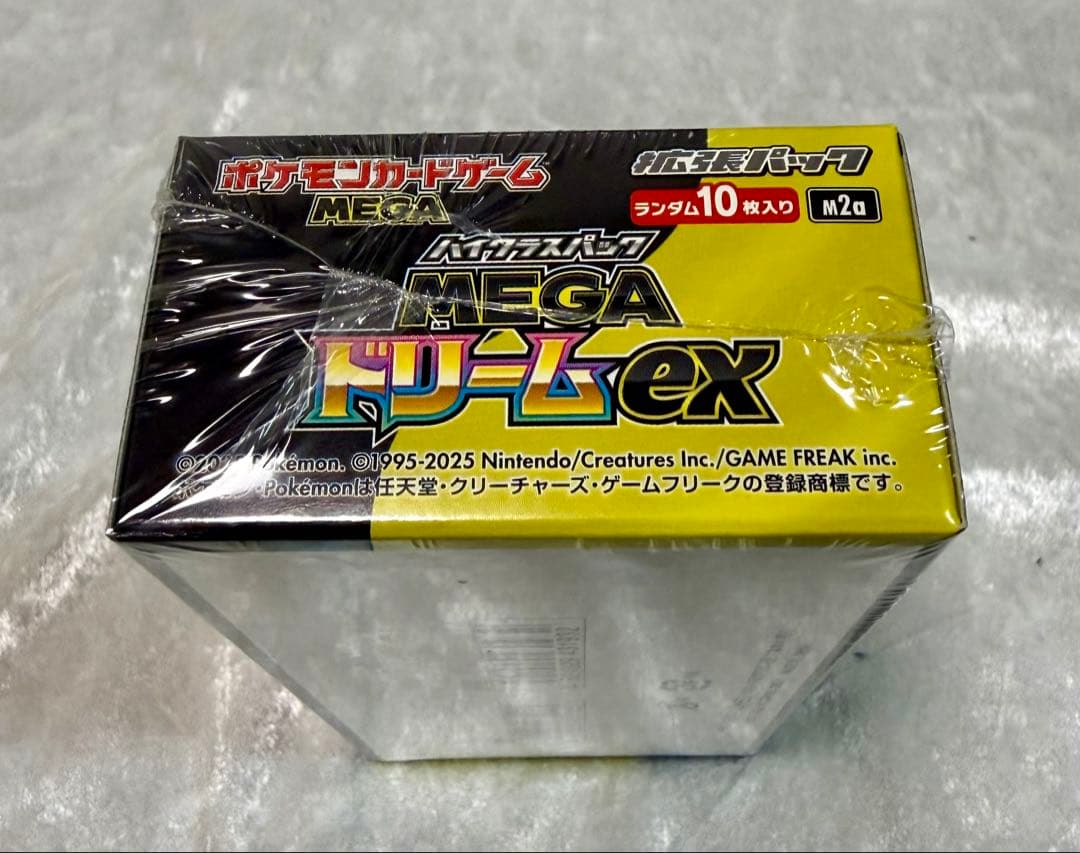 ポケモンカードゲーム
MEGA
拡張パック
ランダム10枚入り
M2a
ハイクラスパック
MEGA
ドリームex
Pokémon. ©1995-2025 Nintendo/Creatures Inc./GAME FREAK inc.
・Pokémonは任天堂・クリーチャーズ・ゲームフリークの登録商標です。